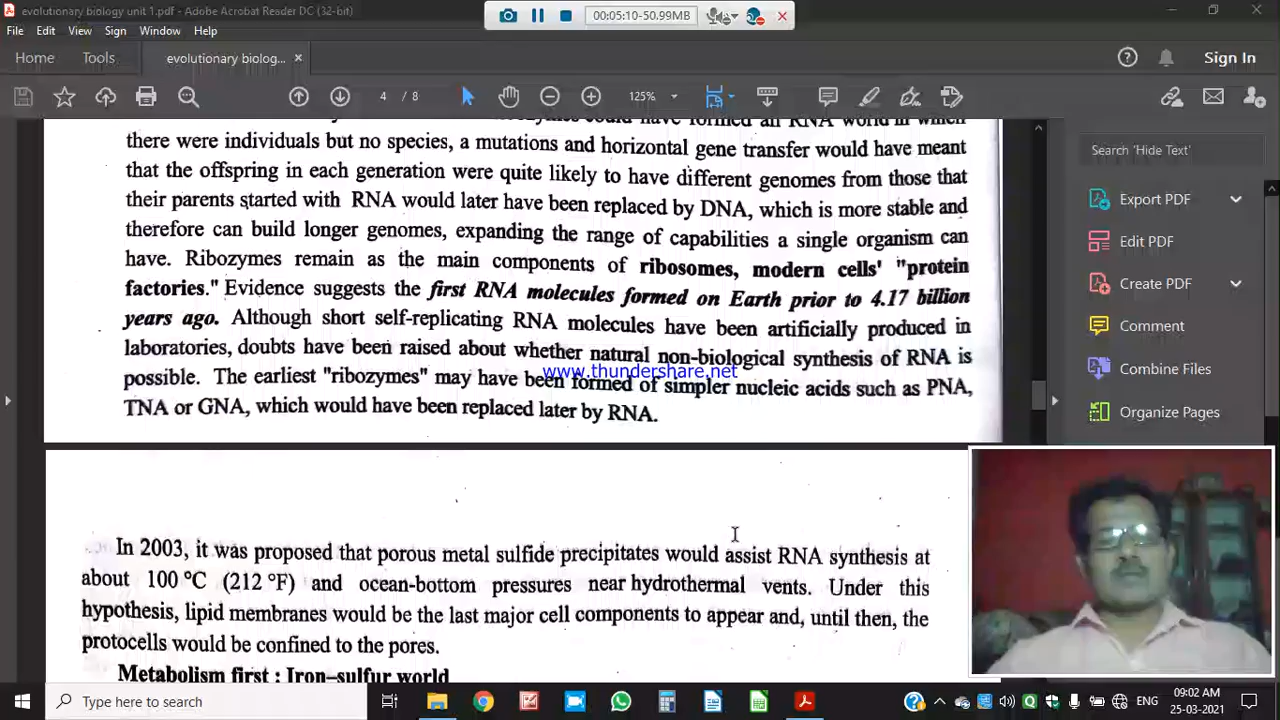 evolutionary biology unit 1.pdf - Adobe Acrobat Reader DC (32-bit)
00:05:10-50.99MB
File Edit View Sign Window Help
Home Tools evolutionary biolog... Sign In
4 / 8 125%
could have formed an RNA world in which
there were individuals but no species, a mutations and horizontal gene transfer would have meant
that the offspring in each generation were quite likely to have different genomes from those that
their parents started with RNA would later have been replaced by DNA, which is more stable and
therefore can build longer genomes, expanding the range of capabilities a single organism can
have. Ribozymes remain as the main components of ribosomes, modern cells' "protein
factories." Evidence suggests the first RNA molecules formed on Earth prior to 4.17 billion
years ago. Although short self-replicating RNA molecules have been artificially produced in
laboratories, doubts have been raised about whether natural non-biological synthesis of RNA is
possible. The earliest "ribozymes" may have been formed of simpler nucleic acids such as PNA,
TNA or GNA, which would have been replaced later by RNA.
www.thundershare.net
In 2003, it was proposed that porous metal sulfide precipitates would assist RNA synthesis at
about 100 °C (212 °F) and ocean-bottom pressures near hydrothermal vents. Under this
hypothesis, lipid membranes would be the last major cell components to appear and, until then, the
protocells would be confined to the pores.
Metabolism first : Iron–sulfur world
Search 'Hide Text'
Export PDF
Edit PDF
Create PDF
Comment
Combine Files
Organize Pages
Type here to search
ENG
09:02 AM
25-03-2021